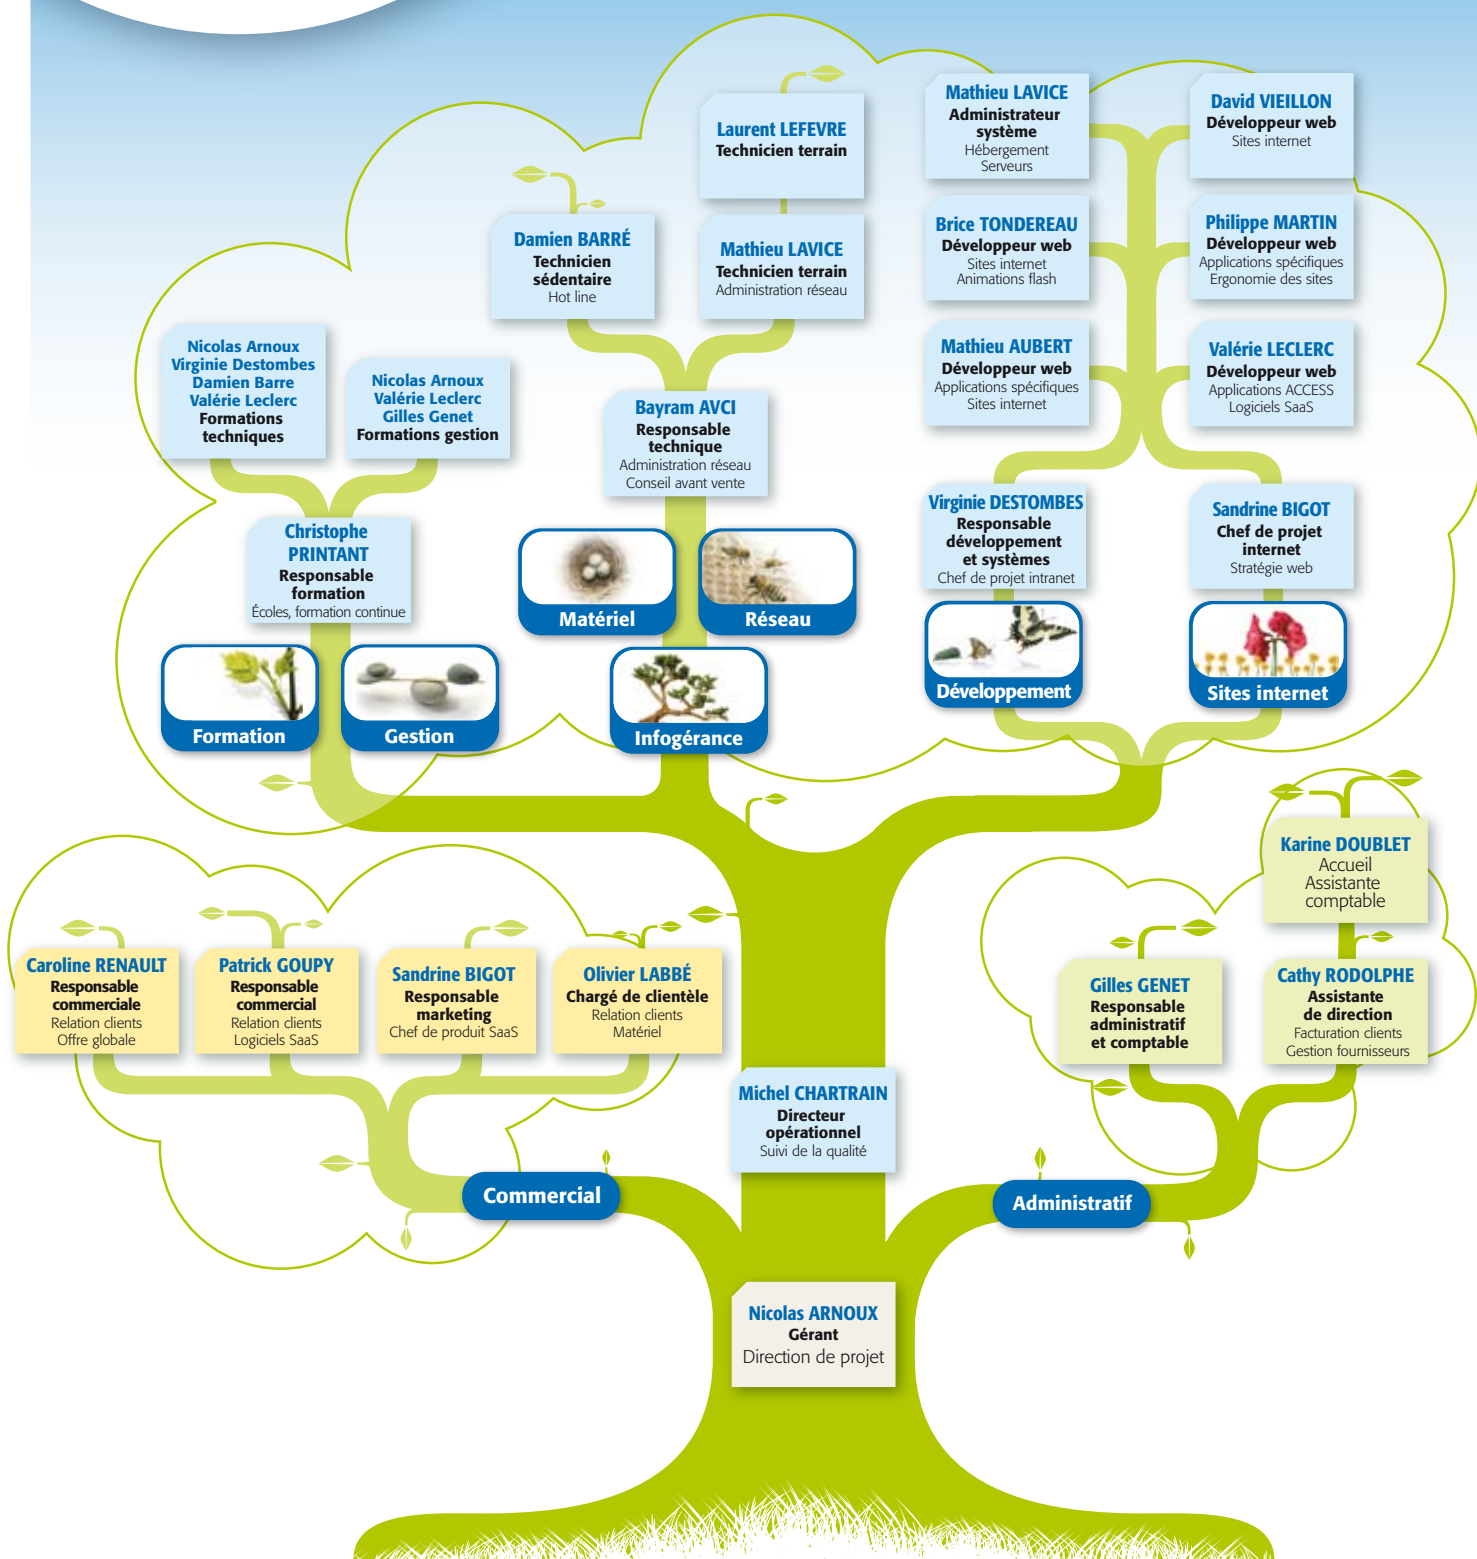 Laurent LEFEVRE
Technicien terrain
Mathieu LAVICE
Administrateur
système
Hébergement
Serveurs
David VIEILLON
Développeur web
Sites internet
Damien BARRÉ
Technicien
sédentaire
Hot line
Mathieu LAVICE
Technicien terrain
Administration réseau
Brice TONDEREAU
Développeur web
Sites internet
Animations flash
Philippe MARTIN
Développeur web
Applications spécifiques
Ergonomie des sites
Nicolas Arnoux
Virginie Destombes
Damien Barre
Valérie Leclerc
Formations
techniques
Nicolas Arnoux
Valérie Leclerc
Gilles Genet
Formations gestion
Bayram AVCI
Responsable
technique
Administration réseau
Conseil avant vente
Mathieu AUBERT
Développeur web
Applications spécifiques
Sites internet
Valérie LECLERC
Développeur web
Applications ACCESS
Logiciels SaaS
Christophe
PRINTANT
Responsable
formation
Écoles, formation continue
Virginie DESTOMBES
Responsable
développement
et systèmes
Chef de projet intranet
Sandrine BIGOT
Chef de projet
internet
Stratégie web
Matériel
Réseau
Développement
Sites internet
Formation
Gestion
Infogérance
Karine DOUBLET
Accueil
Assistante
comptable
Caroline RENAULT
Responsable
commerciale
Relation clients
Offre globale
Patrick GOUPY
Responsable
commercial
Relation clients
Logiciels SaaS
Sandrine BIGOT
Responsable
marketing
Chef de produit SaaS
Olivier LABBÉ
Chargé de clientèle
Relation clients
Matériel
Gilles GENET
Responsable
administratif
et comptable
Cathy RODOLPHE
Assistante
de direction
Facturation clients
Gestion fournisseurs
Michel CHARTRAIN
Directeur
opérationnel
Suivi de la qualité
Commercial
Administratif
Nicolas ARNOUX
Gérant
Direction de projet